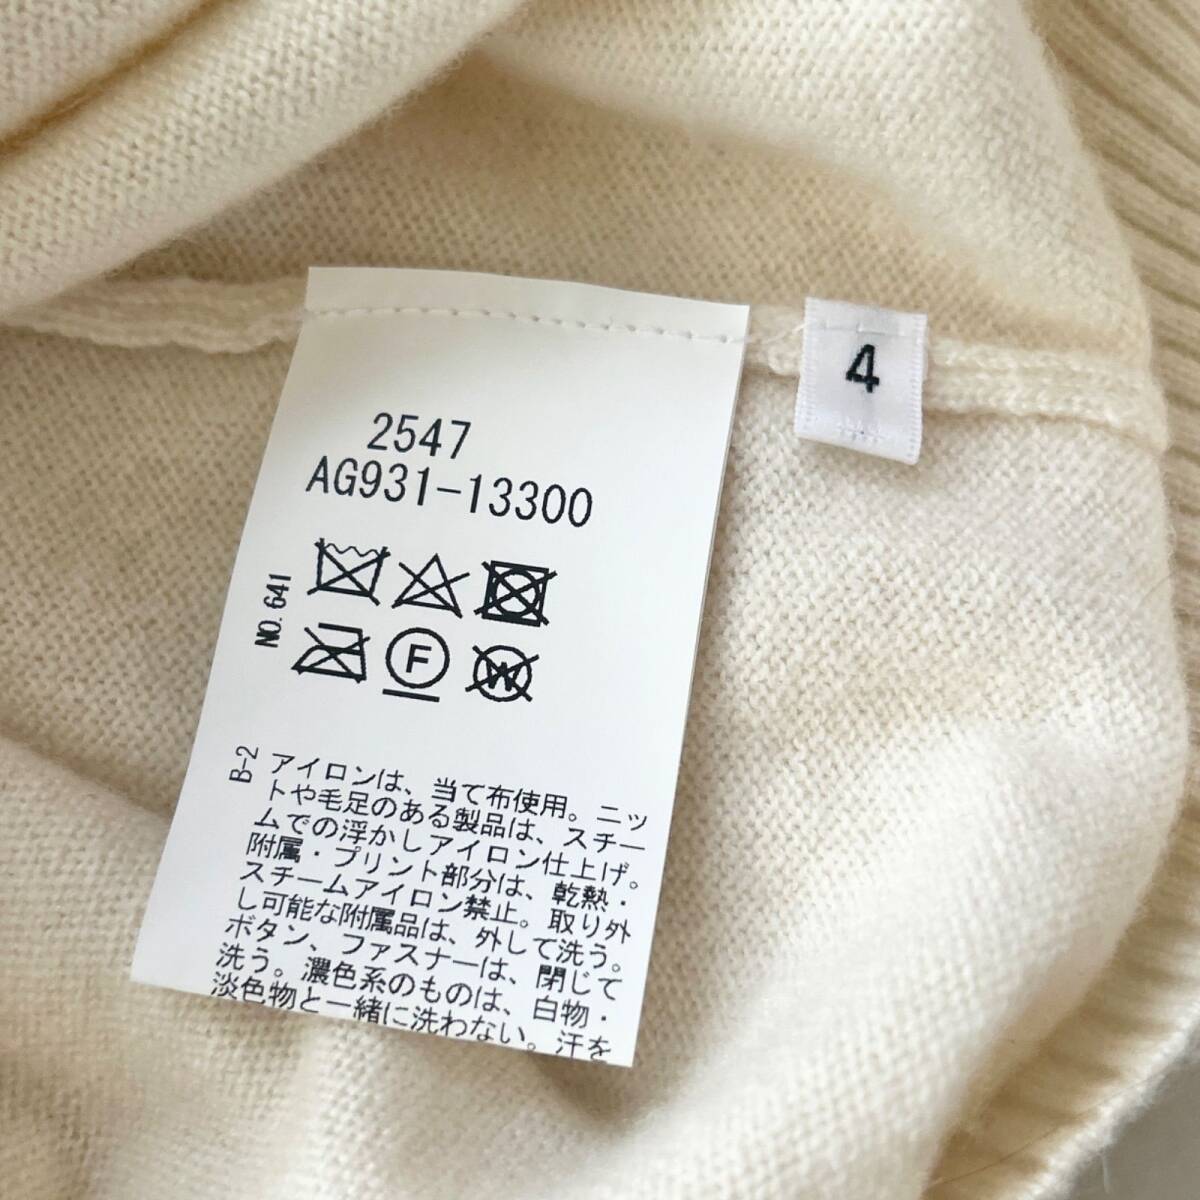 4
2547
AG931-13300
NO. 641
F
W
B-2
アイロンは、当て布使用。ニッ
トや毛足のある製品は、スチー
ムでの浮かしアイロン仕上げ。
附属・プリント部分は、乾熱・
スチームアイロン禁止。取り外
し可能な附属品は、外して洗う。
ボタン、ファスナーは、閉じて
洗う。濃色系のものは、白物・
淡色物と一緒に洗わない。汗を